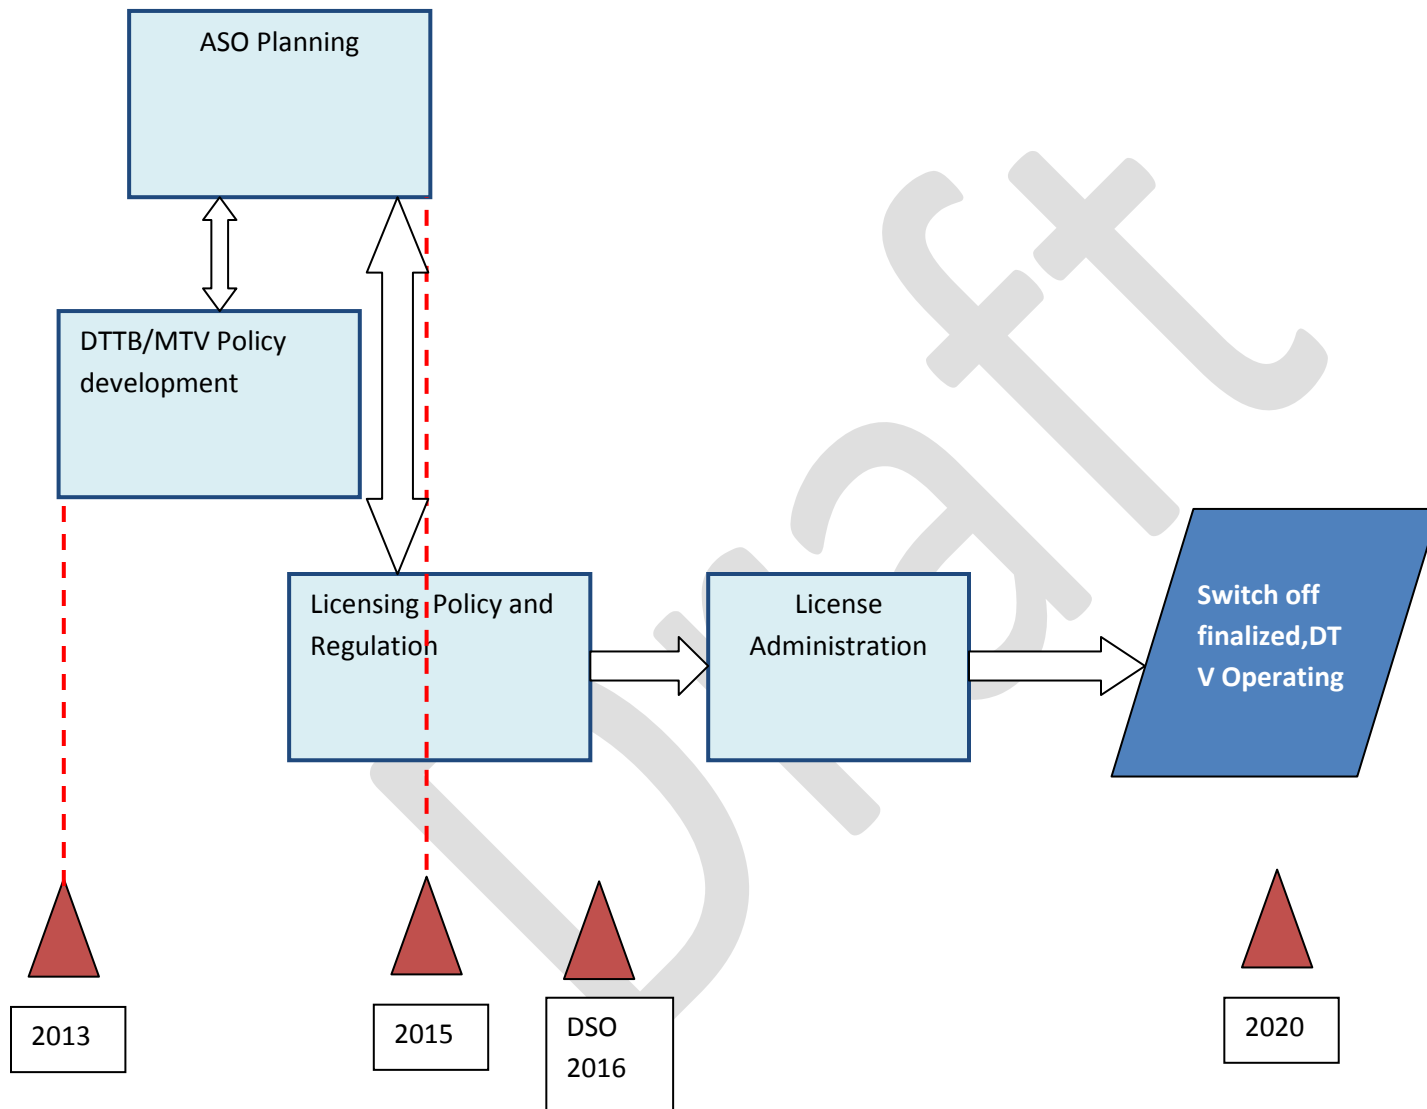 ASO Planning
DTTB/MTV Policy
development
Licensing Policy and
Regulation
License
Administration
Switch off
finalized,DT
V Operating
2013
2015
DSO
2016
2020
Draft